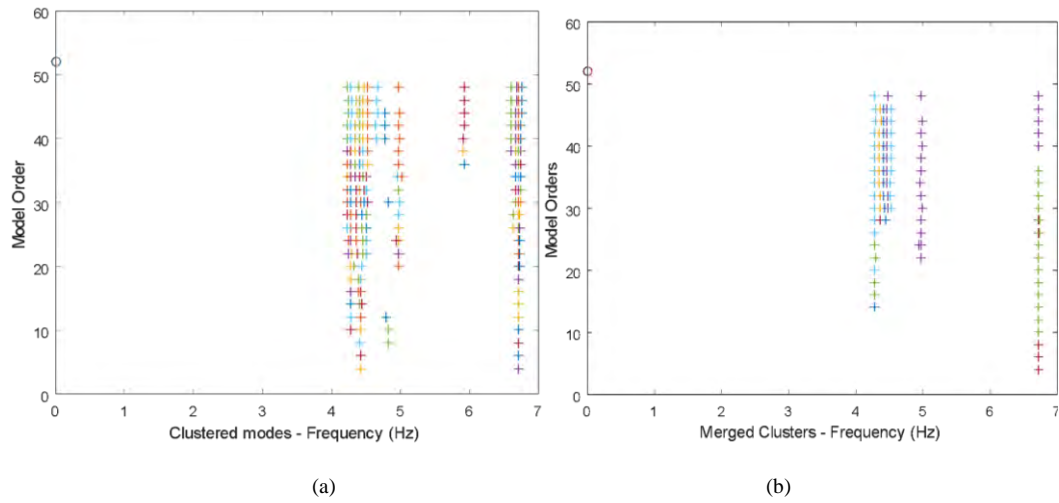 60
50
40
30
20
10
0
Model Order
0 1 2 3 4 5 6 7
Clustered modes - Frequency (Hz)
(a)
60
50
40
30
20
10
0
Model Orders
0 1 2 3 4 5 6 7
Merged Clusters - Frequency (Hz)
(b)